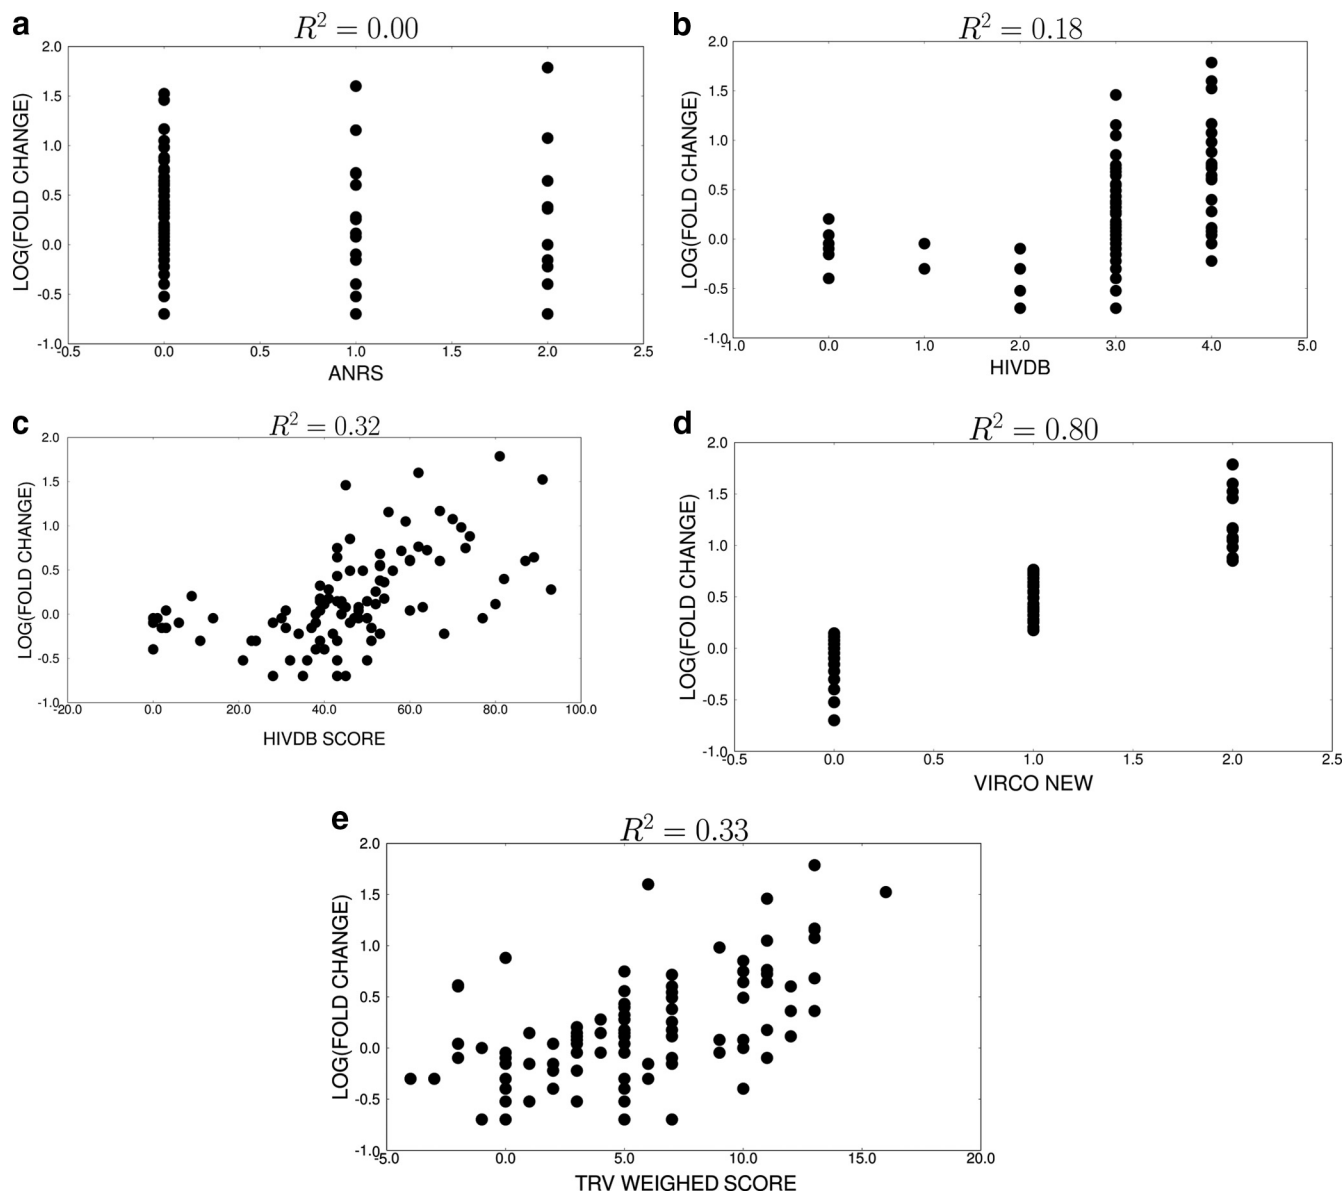 a
R² = 0.00
2.0
1.5
1.0
0.5
0.0
-0.5
-1.0
-0.5 0.0 0.5 1.0 1.5 2.0 2.5
LOG(FOLD CHANGE)
ANRS
b
R² = 0.18
2.0
1.5
1.0
0.5
0.0
-0.5
-1.0
-1.0 0.0 1.0 2.0 3.0 4.0 5.0
LOG(FOLD CHANGE)
HIVDB
c
R² = 0.32
2.0
1.5
1.0
0.5
0.0
-0.5
-1.0
-20.0 0.0 20.0 40.0 60.0 80.0 100.0
LOG(FOLD CHANGE)
HIVDB SCORE
d
R² = 0.80
2.0
1.5
1.0
0.5
0.0
-0.5
-1.0
-0.5 0.0 0.5 1.0 1.5 2.0 2.5
LOG(FOLD CHANGE)
VIRCO NEW
e
R² = 0.33
2.0
1.5
1.0
0.5
0.0
-0.5
-1.0
-5.0 0.0 5.0 10.0 15.0 20.0
LOG(FOLD CHANGE)
TRV WEIGHED SCORE